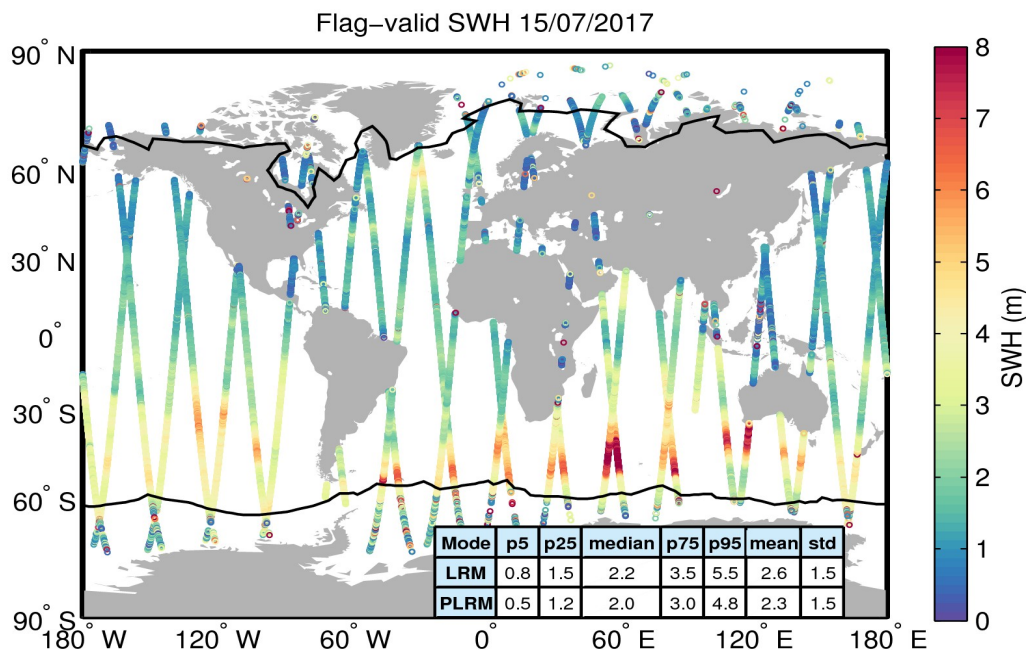 Flag−valid SWH 15/07/2017
90° N
60° N
30° N
0°
30° S
60° S
90° S
180° W
120° W
60° W
0°
60° E
120° E
180° E
8
7
6
5
4
3
2
1
0
SWH (m)
Mode p5 p25 median p75 p95 mean std
LRM 0.8 1.5 2.2 3.5 5.5 2.6 1.5
PLRM 0.5 1.2 2.0 3.0 4.8 2.3 1.5